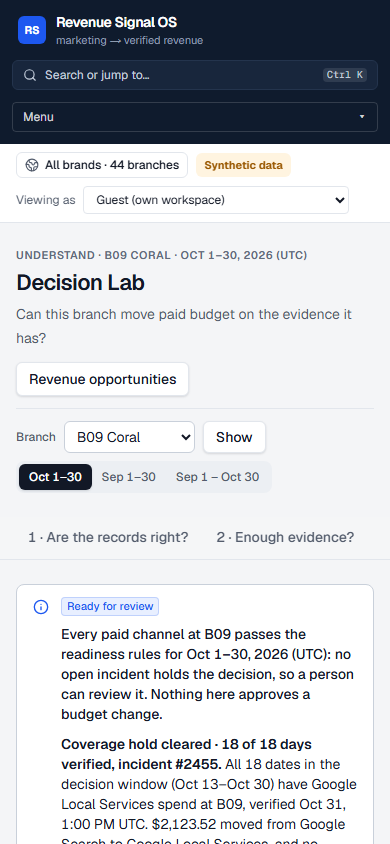 RS
Revenue Signal OS
marketing → verified revenue
Search or jump to…
Ctrl K
Menu
All brands · 44 branches
Synthetic data
Viewing as
Guest (own workspace)
UNDERSTAND · B09 CORAL · OCT 1–30, 2026 (UTC)
Decision Lab
Can this branch move paid budget on the evidence it
has?
Revenue opportunities
Branch
B09 Coral
Show
Oct 1–30
Sep 1–30
Sep 1 – Oct 30
1 · Are the records right?
2 · Enough evidence?
Ready for review
Every paid channel at B09 passes the
readiness rules for Oct 1–30, 2026 (UTC): no
open incident holds the decision, so a person
can review it. Nothing here approves a
budget change.
Coverage hold cleared · 18 of 18 days
verified, incident #2455. All 18 dates in the
decision window (Oct 13–Oct 30) have Google
Local Services spend at B09, verified Oct 31,
1:00 PM UTC. $2,123.52 moved from Google
Search to Google Local Services, and no